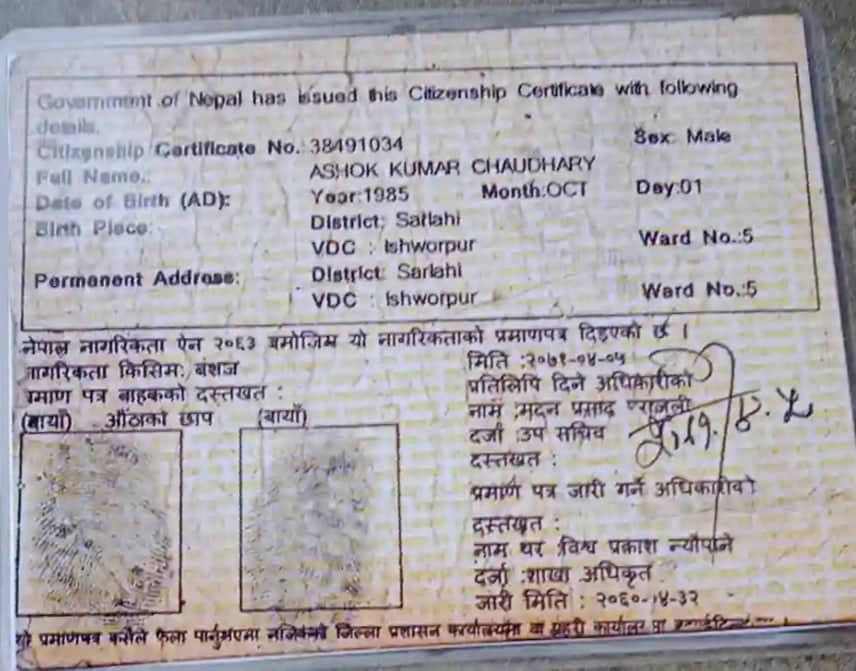 Government of Nepal has issued this Citizenship Certificate with following
details.
Citizenship Certificate No.: 38491034 Sex: Male
Full Name.: ASHOK KUMAR CHAUDHARY
Date of Birth (AD): Year:1985 Month:OCT Day:01
Birth Place: District: Sarlahi
VDC : Ishworpur Ward No.:5
Permanent Address: District: Sarlahi
VDC : Ishworpur Ward No.:5
नेपाल नागरिकता ऐन २०६३ बमोजिम यो नागरिकताको प्रमाणपत्र दिइएको छ ।
नागरिकता किसिम: बंशज
प्रमाण पत्र बाहकको दस्तखत :
(बायाँ) औंठाको छाप (बायाँ)
मिति :२०७१-०४-०५
प्रतिलिपि दिने अधिकारीको
नाम :मदन प्रसाद
दर्जा :उप सचिव
दस्तखत :
प्रमाण पत्र जारी गर्ने अधिकारीको
दस्तखत :
नाम थर :विश्व प्रकाश न्यौपाने
दर्जा :शाखा अधिकृत
जारी मिति : २०६०-१४-३२
यो प्रमाणपत्र कसैले फेला पार्नुभएमा नजिकको जिल्ला प्रशासन कार्यालयमा वा प्रहरी कार्यालय मा